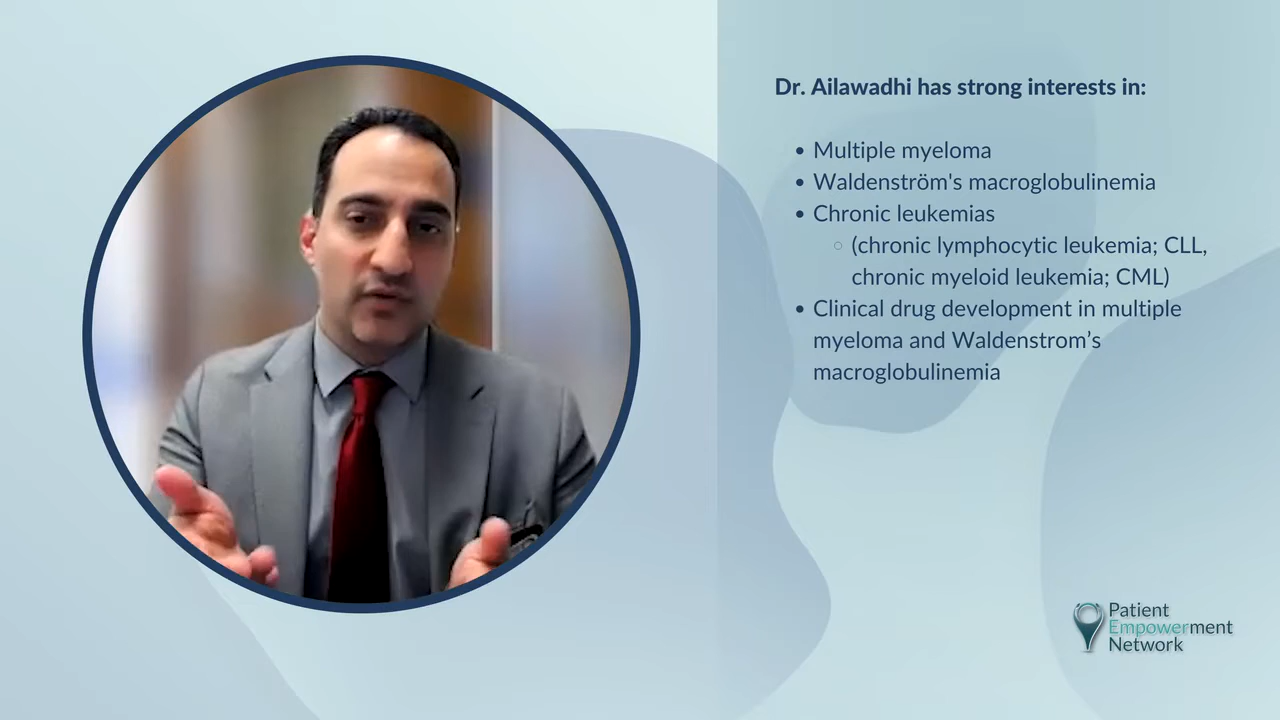 Dr. Ailawadhi has strong interests in:
• Multiple myeloma
• Waldenström's macroglobulinemia
• Chronic leukemias
○ (chronic lymphocytic leukemia; CLL,
chronic myeloid leukemia; CML)
• Clinical drug development in multiple
myeloma and Waldenstrom’s
macroglobulinemia
Patient
Empowerment
Network